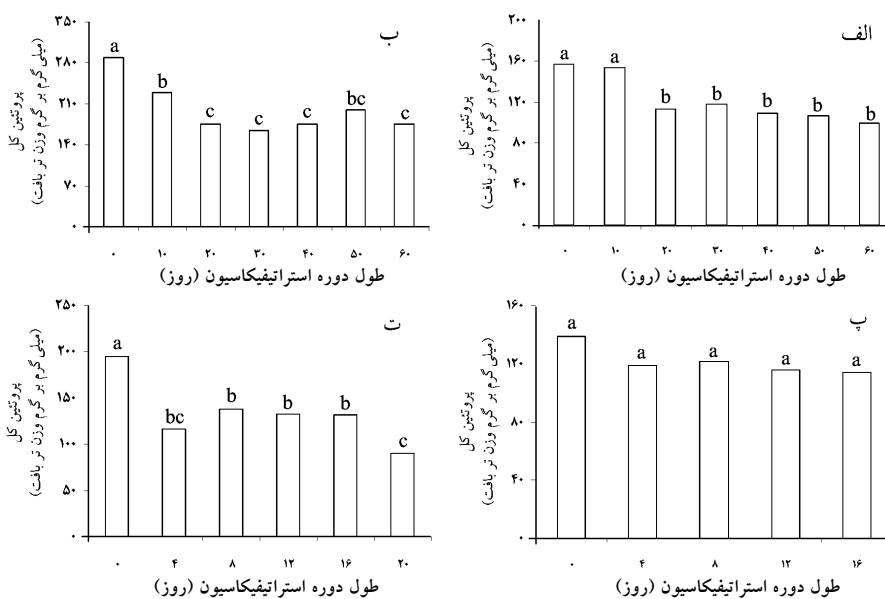 الف
۲۰۰
۱۶۰
۱۲۰
۸۰
۴۰
۰
پروتئین کل
(میلی گرم بر گرم وزن تر بافت)
a a b b b b b
۰ ۱۰ ۲۰ ۳۰ ۴۰ ۵۰ ۶۰
طول دوره استراتیفیکاسیون (روز)
ب
۳۵۰
۲۸۰
۲۱۰
۱۴۰
۷۰
۰
پروتئین کل
(میلی گرم بر گرم وزن تر بافت)
a b c c c bc c
۰ ۱۰ ۲۰ ۳۰ ۴۰ ۵۰ ۶۰
طول دوره استراتیفیکاسیون (روز)
پ
۱۶۰
۱۲۰
۸۰
۴۰
۰
پروتئین کل
(میلی گرم بر گرم وزن تر بافت)
a a a a a
۰ ۴ ۸ ۱۲ ۱۶
طول دوره استراتیفیکاسیون (روز)
ت
۲۵۰
۲۰۰
۱۵۰
۱۰۰
۵۰
۰
پروتئین کل
(میلی گرم بر گرم وزن تر بافت)
a bc b b b c
۰ ۴ ۸ ۱۲ ۱۶ ۲۰
طول دوره استراتیفیکاسیون (روز)